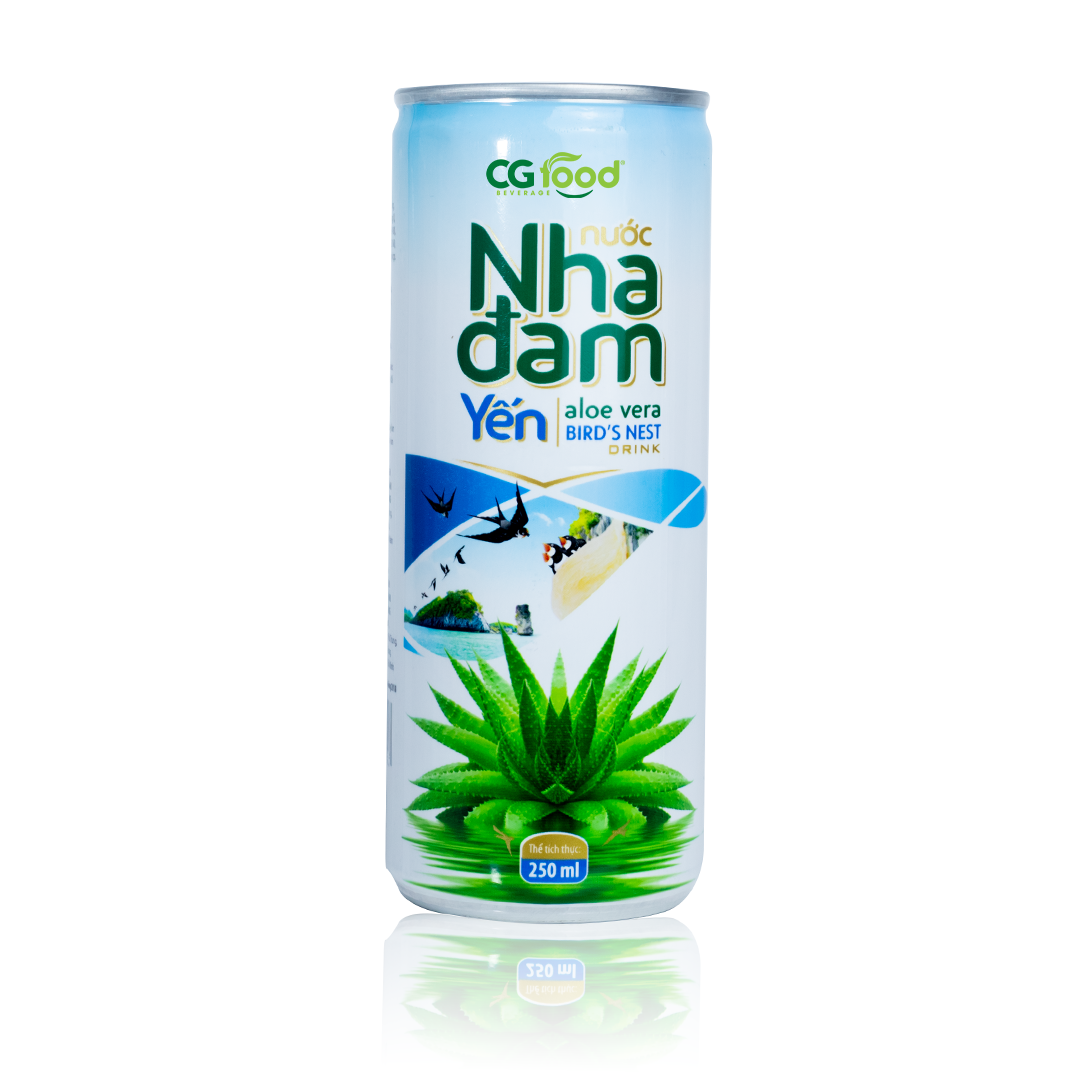 CG food®
BEVERAGE
nước
Nha
đam
Yến
aloe vera
BIRD'S NEST
DRINK
Thể tích thực:
250 ml